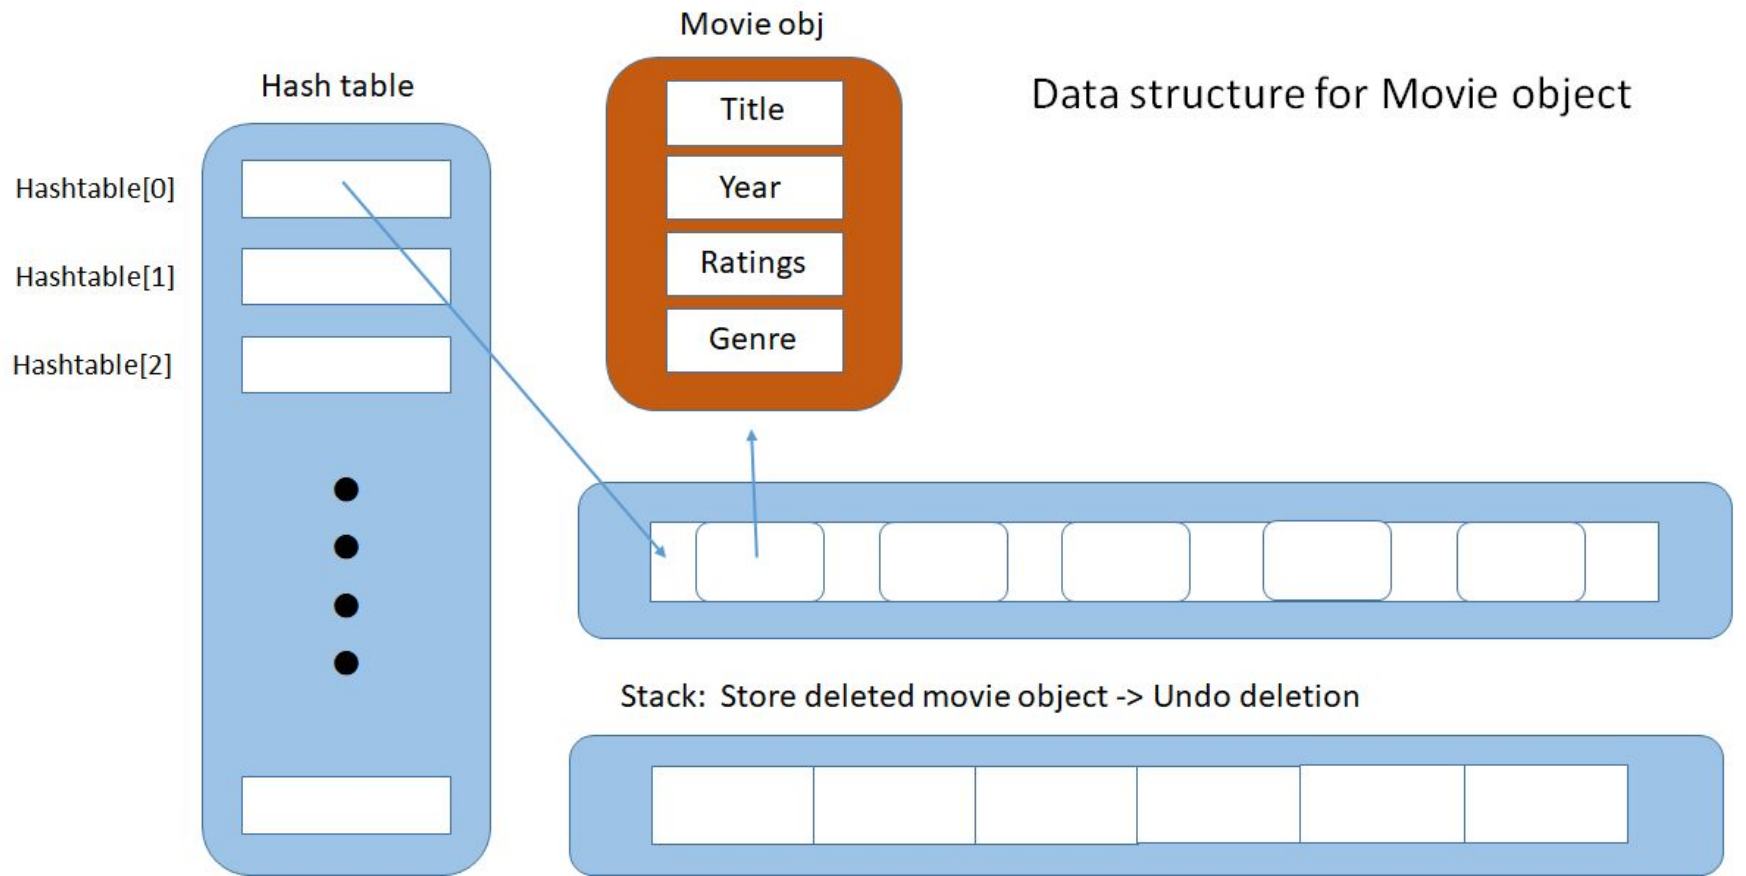 Movie obj
Hash table
Data structure for Movie object
Title
Hashtable[0]
Year
Hashtable[1]
Ratings
Hashtable[2]
Genre
Stack: Store deleted movie object -> Undo deletion